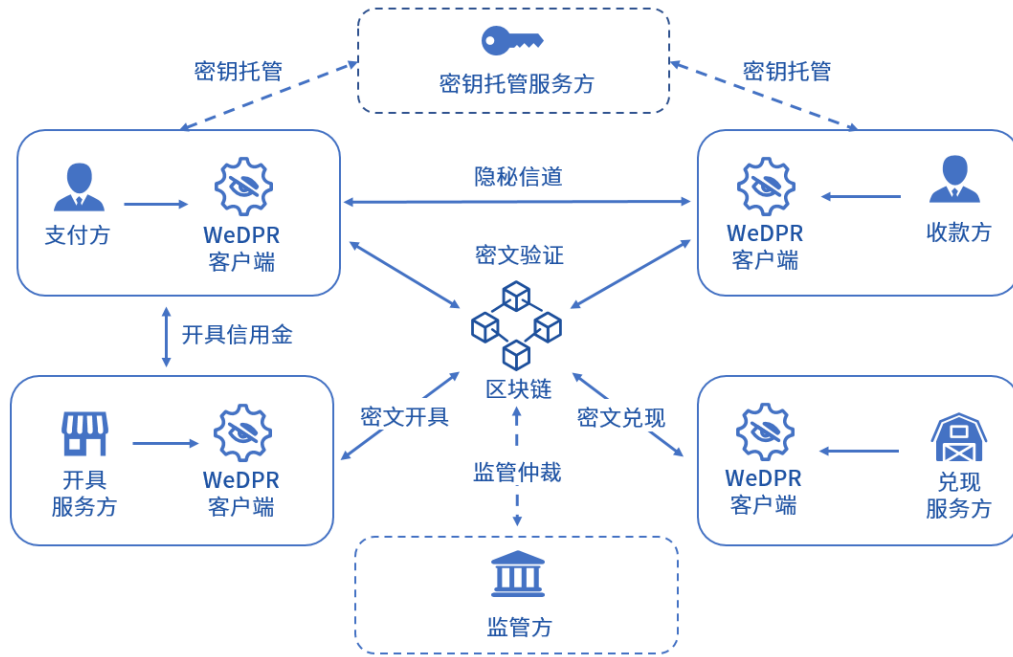 密钥托管
密钥托管服务方
密钥托管
支付方
WeDPR
客户端
隐秘信道
WeDPR
客户端
收款方
密文验证
开具信用金
区块链
密文开具
密文兑现
开具
服务方
WeDPR
客户端
监管仲裁
WeDPR
客户端
兑现
服务方
监管方